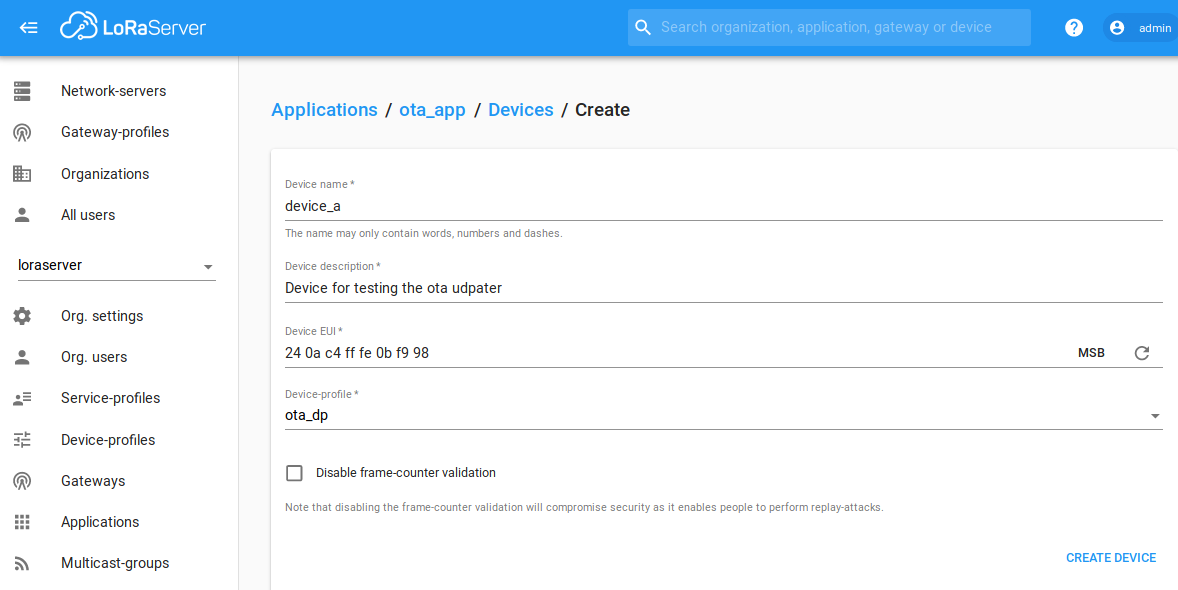 LoRaServer
Search organization, application, gateway or device
?
admin
Network-servers
Gateway-profiles
Organizations
All users
loraserver
Org. settings
Org. users
Service-profiles
Device-profiles
Gateways
Applications
Multicast-groups
Applications / ota_app / Devices / Create
Device name *
device_a
The name may only contain words, numbers and dashes.
Device description *
Device for testing the ota udpater
Device EUI *
24 0a c4 ff fe 0b f9 98 MSB
Device-profile *
ota_dp
Disable frame-counter validation
Note that disabling the frame-counter validation will compromise security as it enables people to perform replay-attacks.
CREATE DEVICE